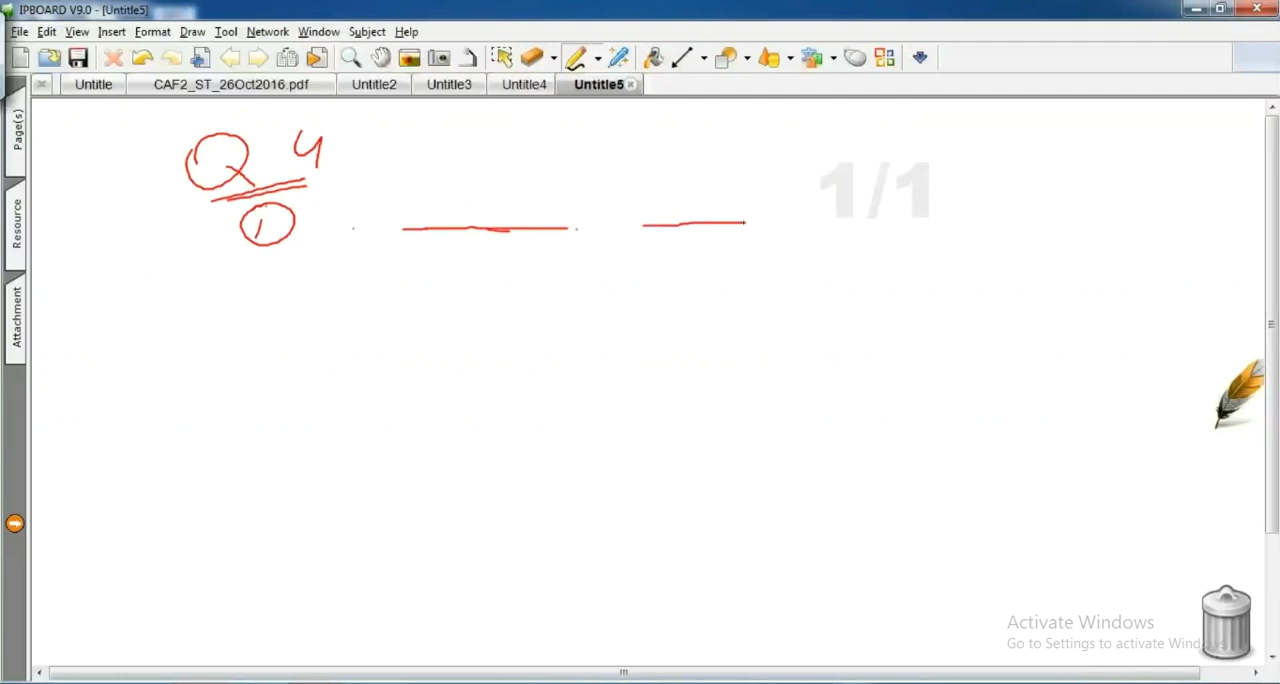 IPBOARD V9.0 - [Untitle5]
File Edit View Insert Format Draw Tool Network Window Subject Help
Untitle CAF2_ST_26Oct2016.pdf Untitle2 Untitle3 Untitle4 Untitle5
Page(s)
Resource
Attachment
Q 4
1
1/1
Activate Windows
Go to Settings to activate Windows.